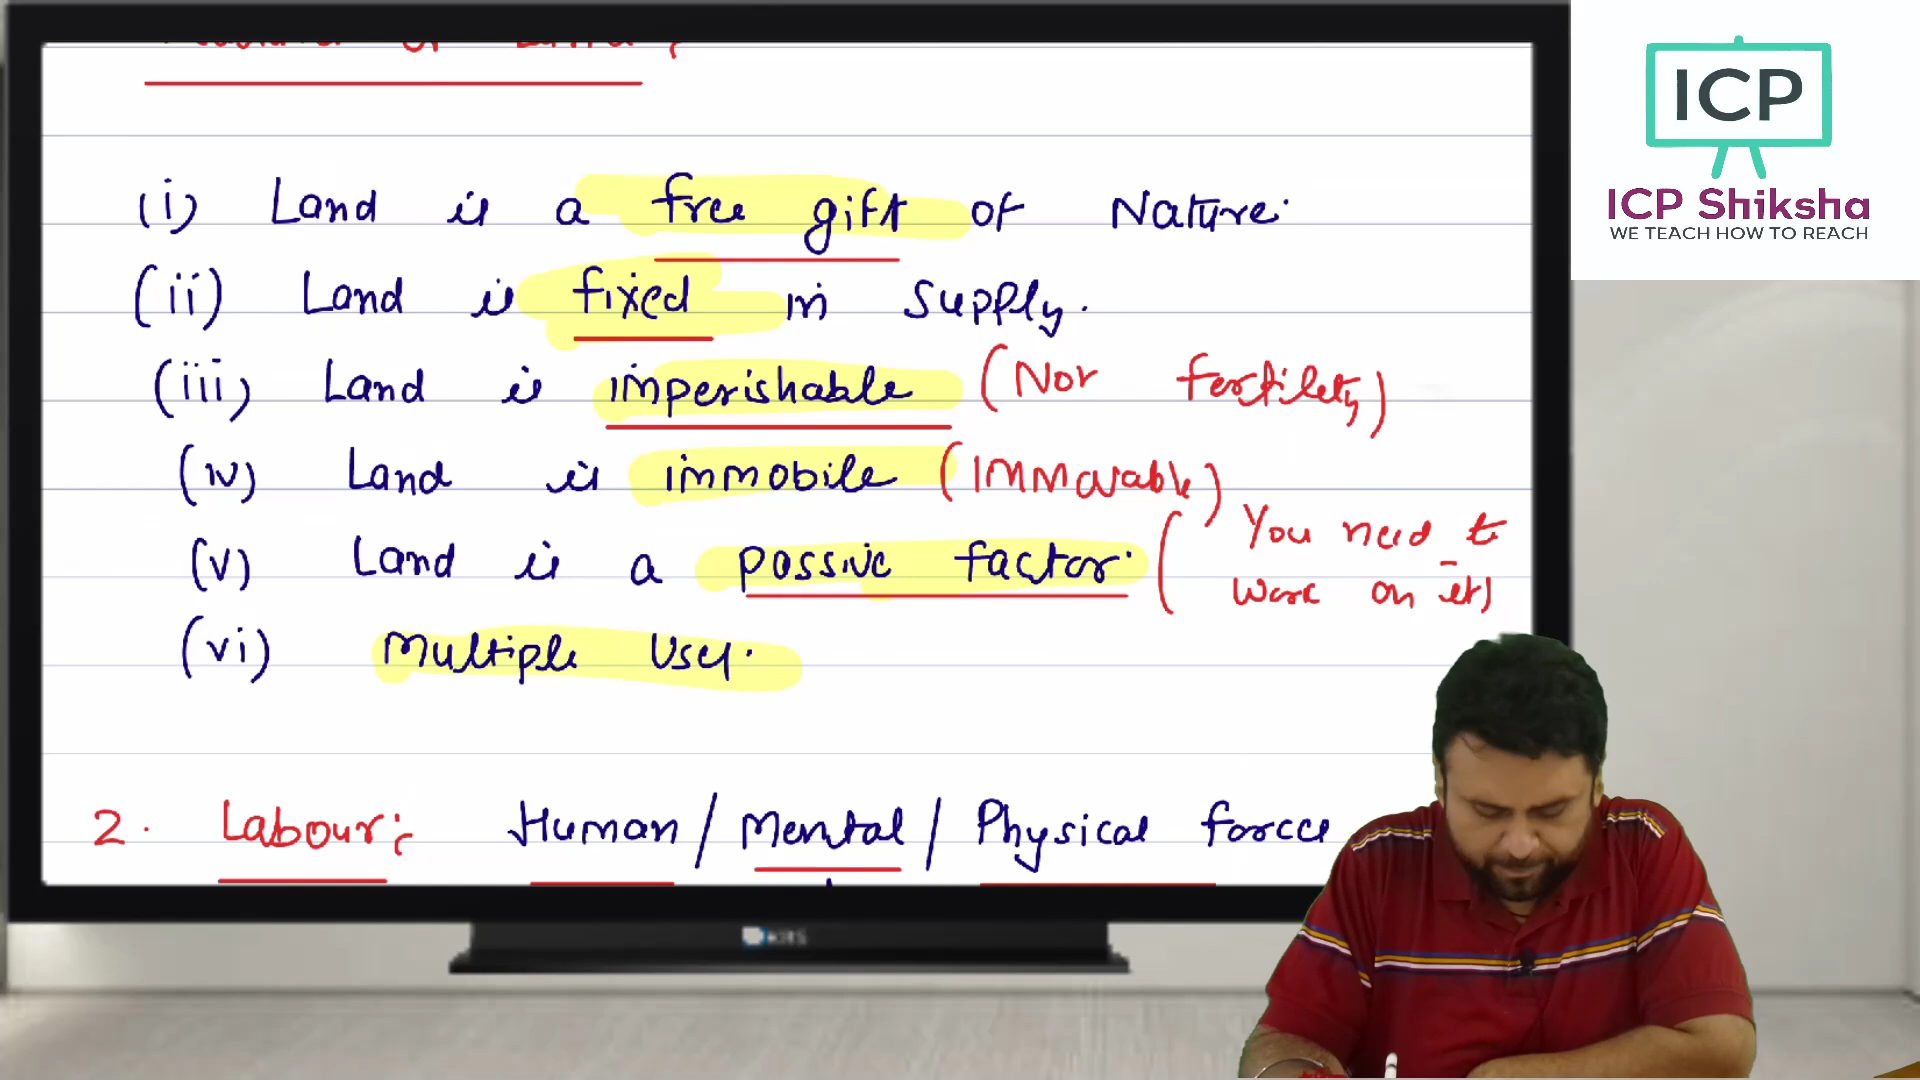 (i) Land is a free gift of Nature.
(ii) Land is fixed in supply.
(iii) Land is imperishable (Not fertility)
(iv) Land is immobile (Immovable)
(v) Land is a passive factor. (You need to
work on it)
(vi) Multiple Uses.
2. Labour: Human / Mental / Physical forces
ICP
ICP Shiksha
WE TEACH HOW TO REACH